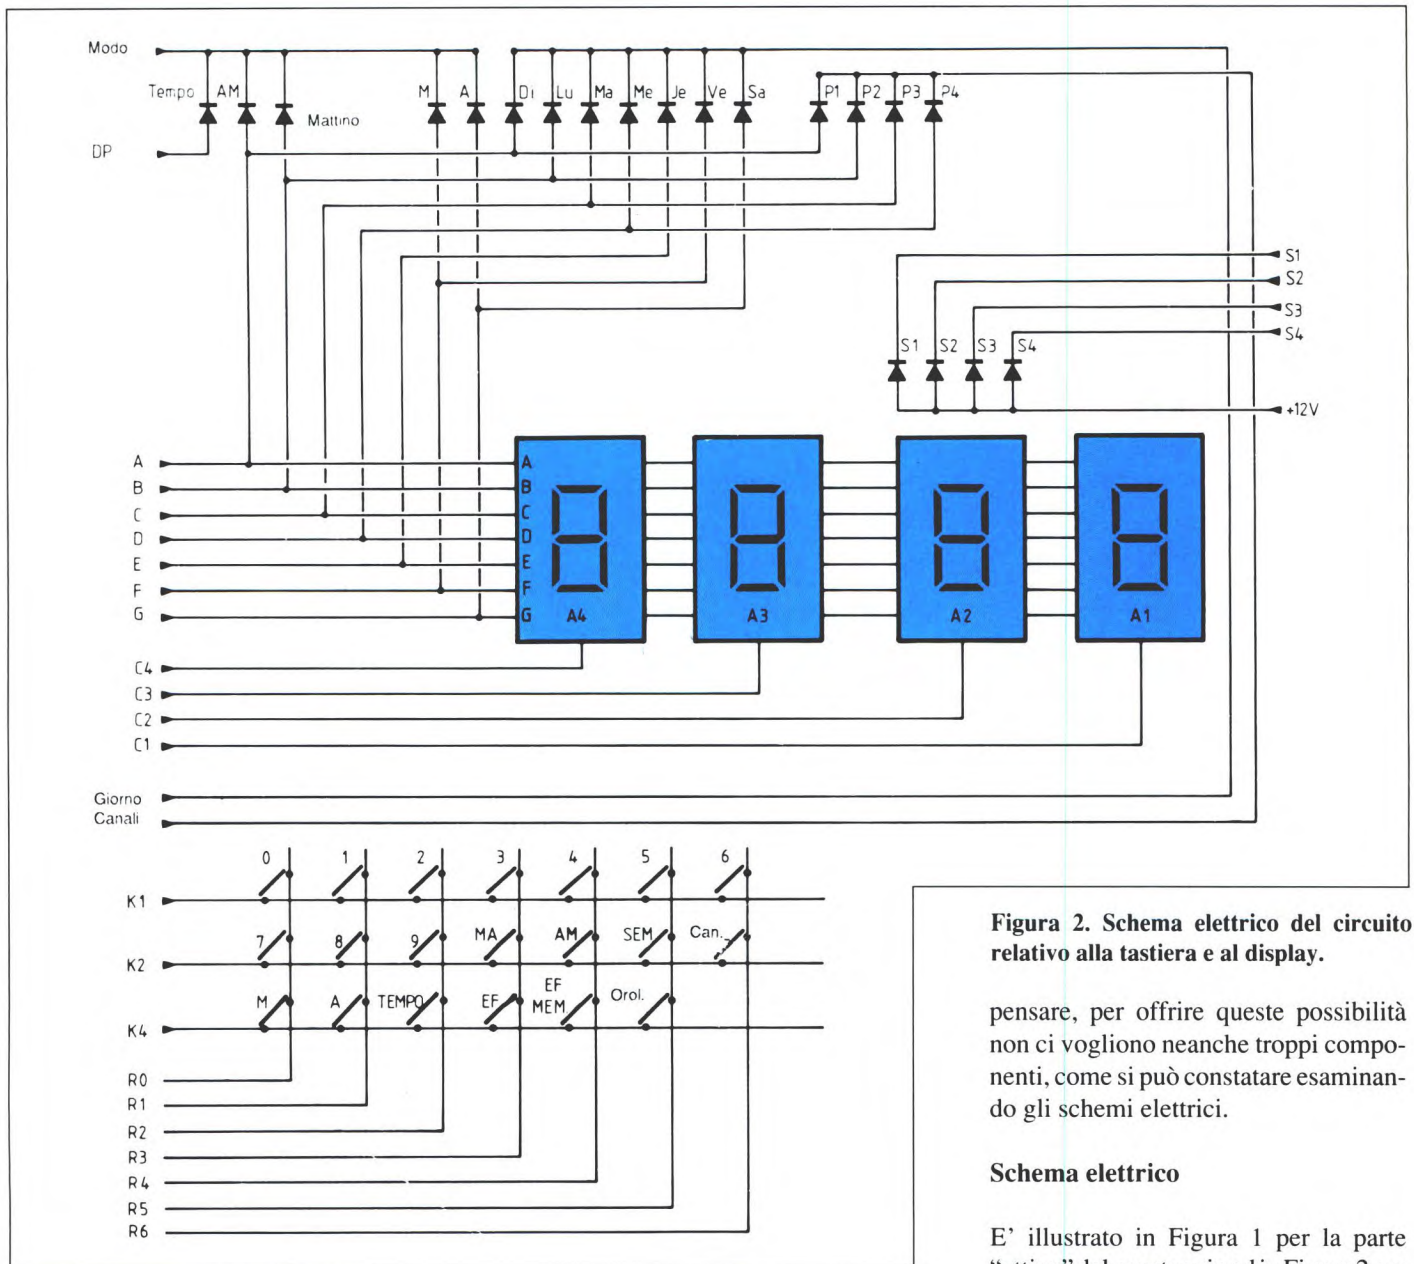 Modo
Tempo AM Mattino M A Di Lu Ma Me Je Ve Sa P1 P2 P3 P4
DP
S1
S2
S3
S4
S1 S2 S3 S4
+12V
A A
B B
C C
D D
E E
F F
G G A4 A3 A2 A1
C4
C3
C2
C1
Giorno
Canali
0 1 2 3 4 5 6
K1
7 8 9 MA AM SEM Can.
K2
M A TEMPO EF EF MEM Orol.
K4
R0
R1
R2
R3
R4
R5
R6
Figura 2. Schema elettrico del circuito
relativo alla tastiera e al display.
pensare, per offrire queste possibilità
non ci vogliono neanche troppi compo-
nenti, come si può constatare esaminan-
do gli schemi elettrici.
Schema elettrico
E' illustrato in Figura 1 per la parte